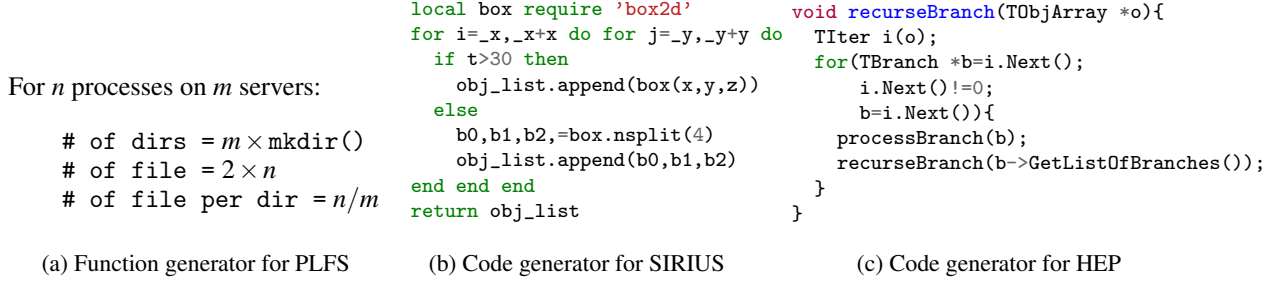 For n processes on m servers:
# of dirs = m × mkdir()
# of file = 2 × n
# of file per dir = n/m
(a) Function generator for PLFS
local box require 'box2d'
for i=_x,_x+x do for j=_y,_y+y do
  if t>30 then
    obj_list.append(box(x,y,z))
  else
    b0,b1,b2,=box.nsplit(4)
    obj_list.append(b0,b1,b2)
end end end
return obj_list
(b) Code generator for SIRIUS
void recurseBranch(TObjArray *o){
  TIter i(o);
  for(TBranch *b=i.Next();
      i.Next()!=0;
      b=i.Next()){
    processBranch(b);
    recurseBranch(b->GetListOfBranches());
  }
}
(c) Code generator for HEP